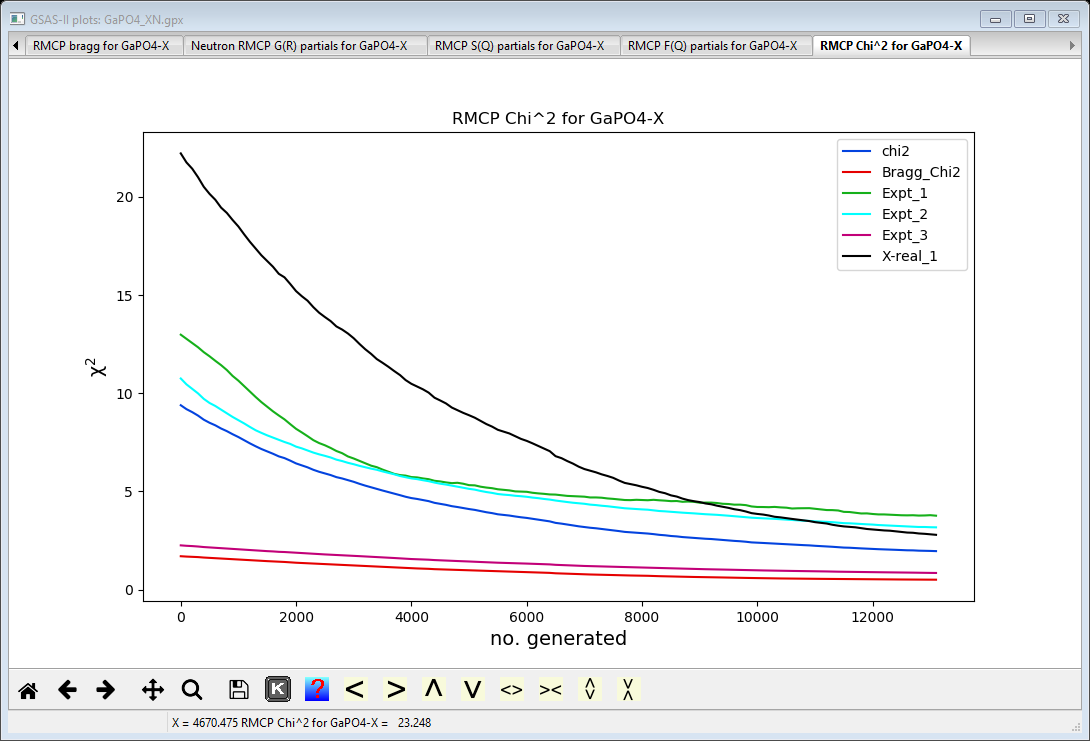 GSAS-II plots: GaPO4_XN.gpx
RMCP bragg for GaPO4-X Neutron RMCP G(R) partials for GaPO4-X RMCP S(Q) partials for GaPO4-X RMCP F(Q) partials for GaPO4-X RMCP Chi^2 for GaPO4-X
RMCP Chi^2 for GaPO4-X
chi2
Bragg_Chi2
Expt_1
Expt_2
Expt_3
X-real_1
20
15
10
5
0
χ2
0 2000 4000 6000 8000 10000 12000
no. generated
K ? < > Λ V <> ><
X = 4670.475 RMCP Chi^2 for GaPO4-X = 23.248